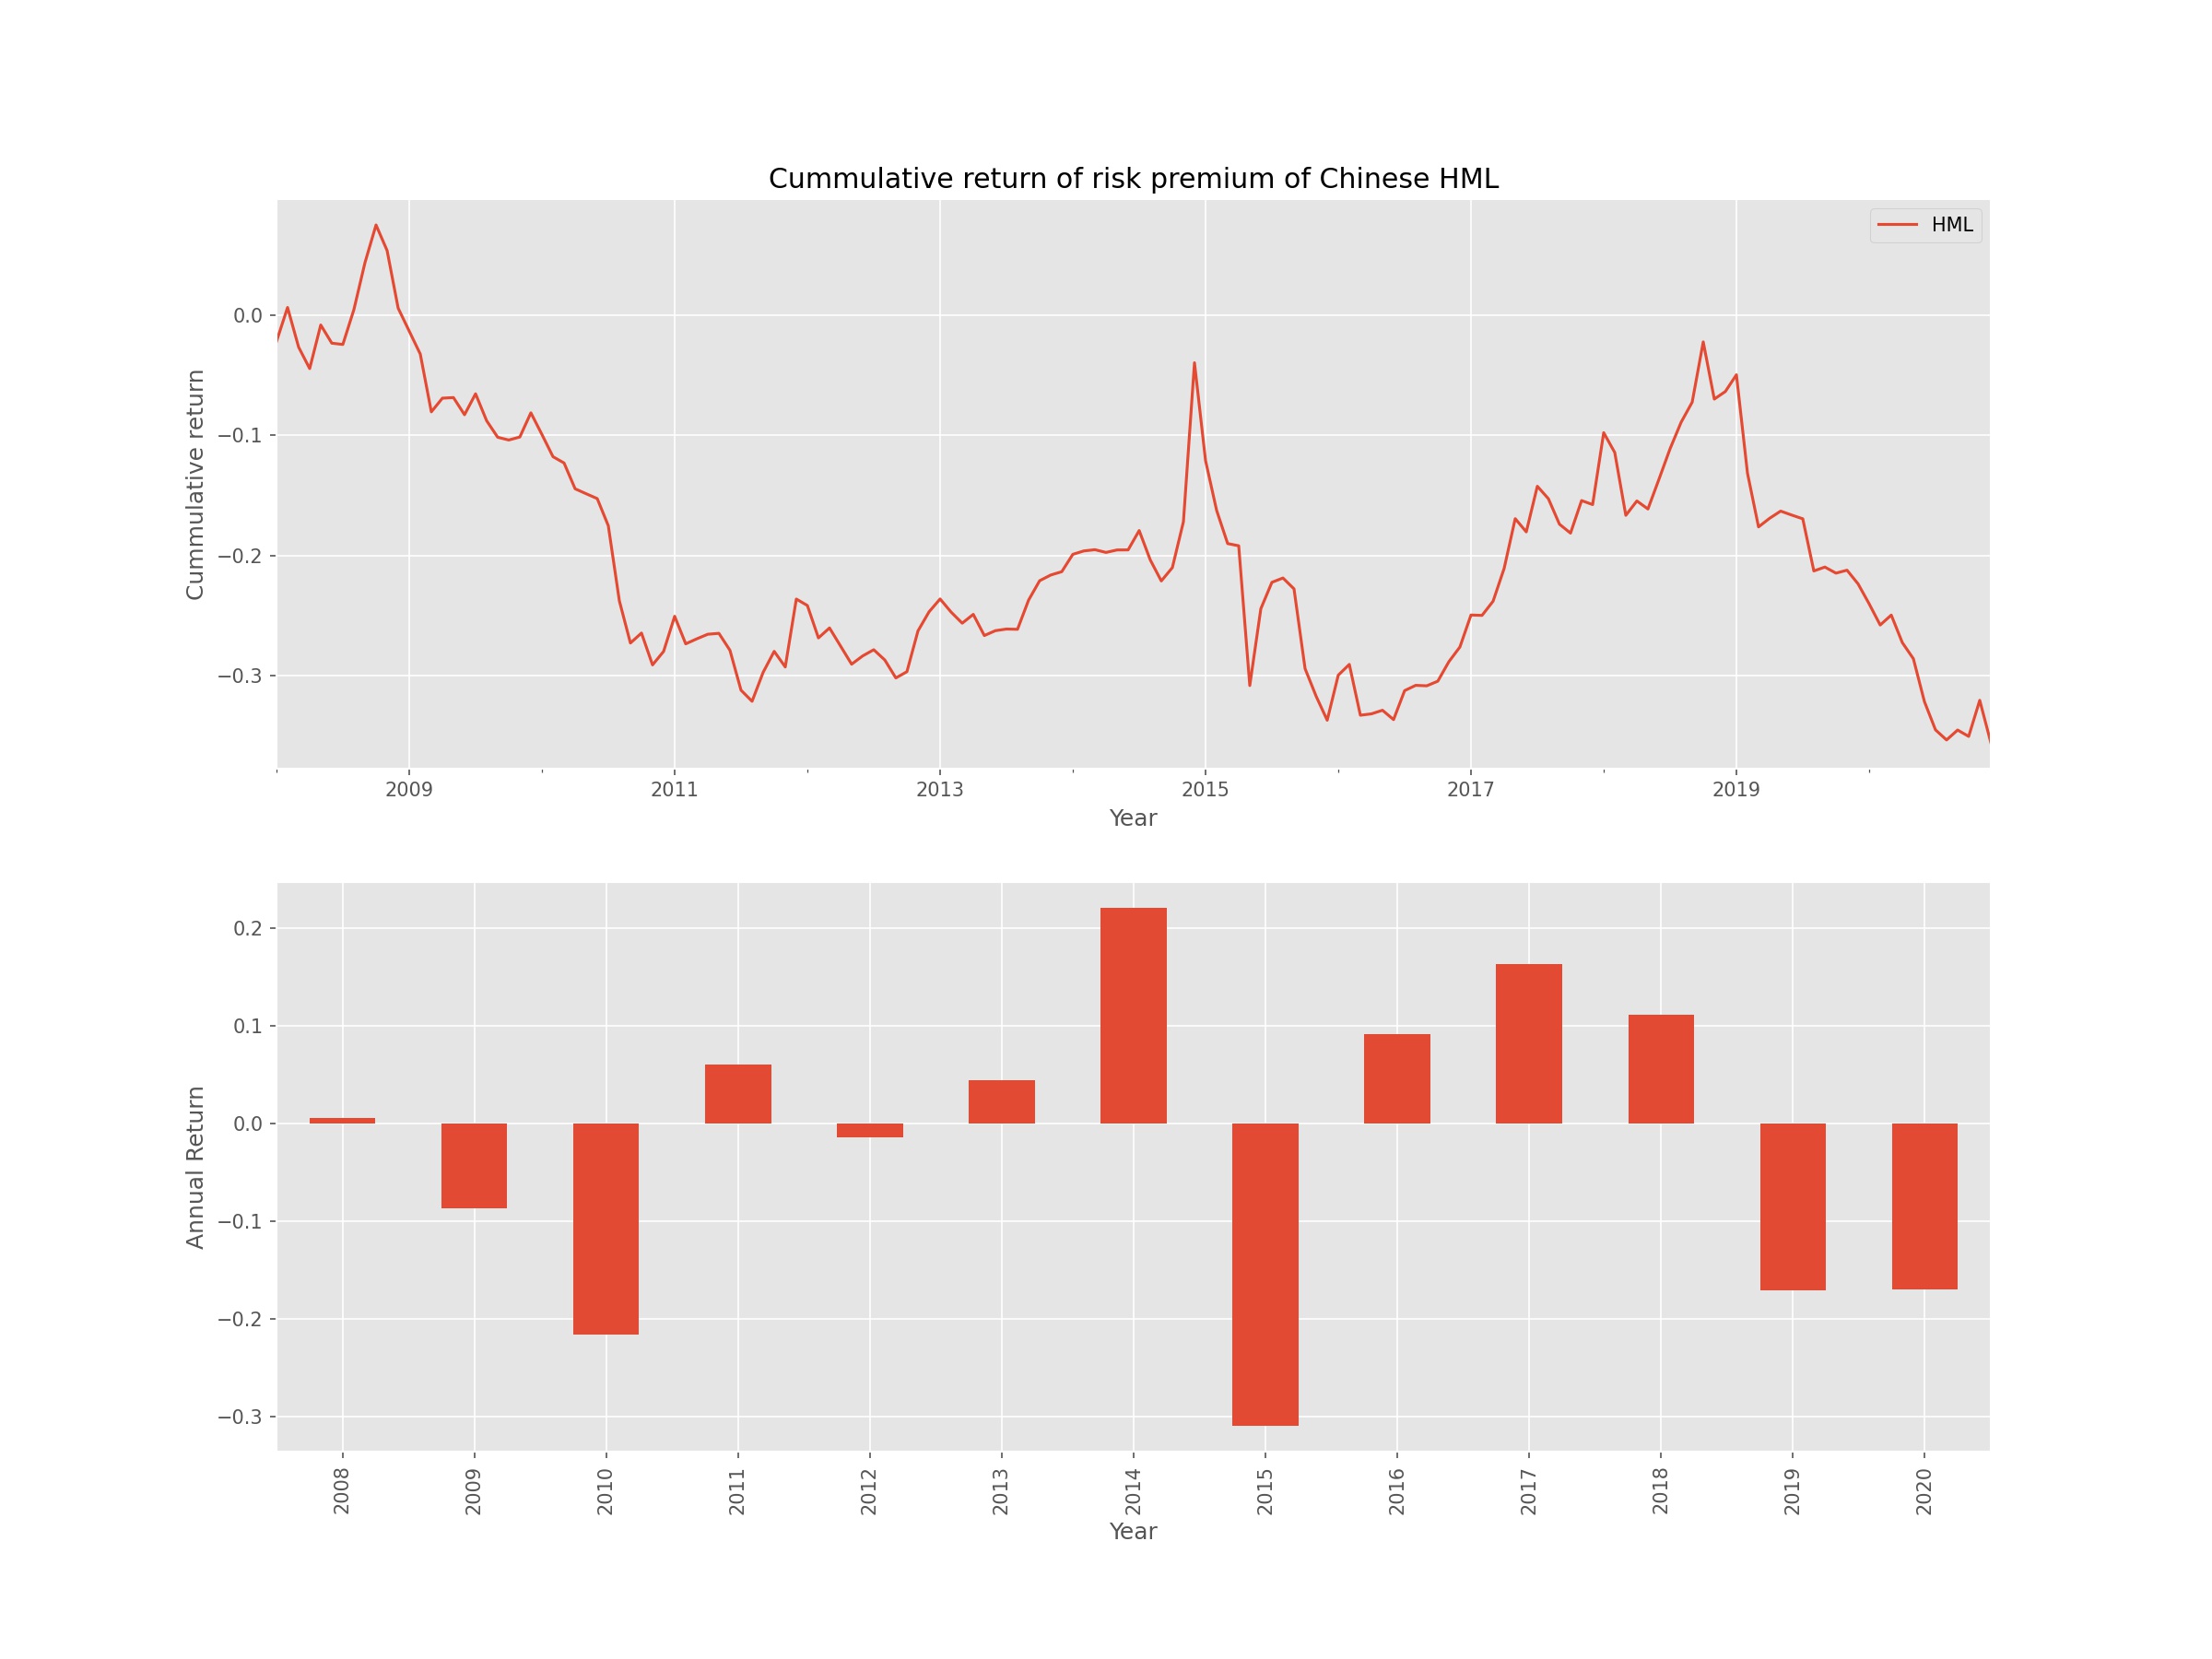 Cummulative return of risk premium of Chinese HML
HML
Cummulative return
0.0
−0.1
−0.2
−0.3
2009 2011 2013 2015 2017 2019
Year
Annual Return
0.2
0.1
0.0
−0.1
−0.2
−0.3
2008 2009 2010 2011 2012 2013 2014 2015 2016 2017 2018 2019 2020
Year